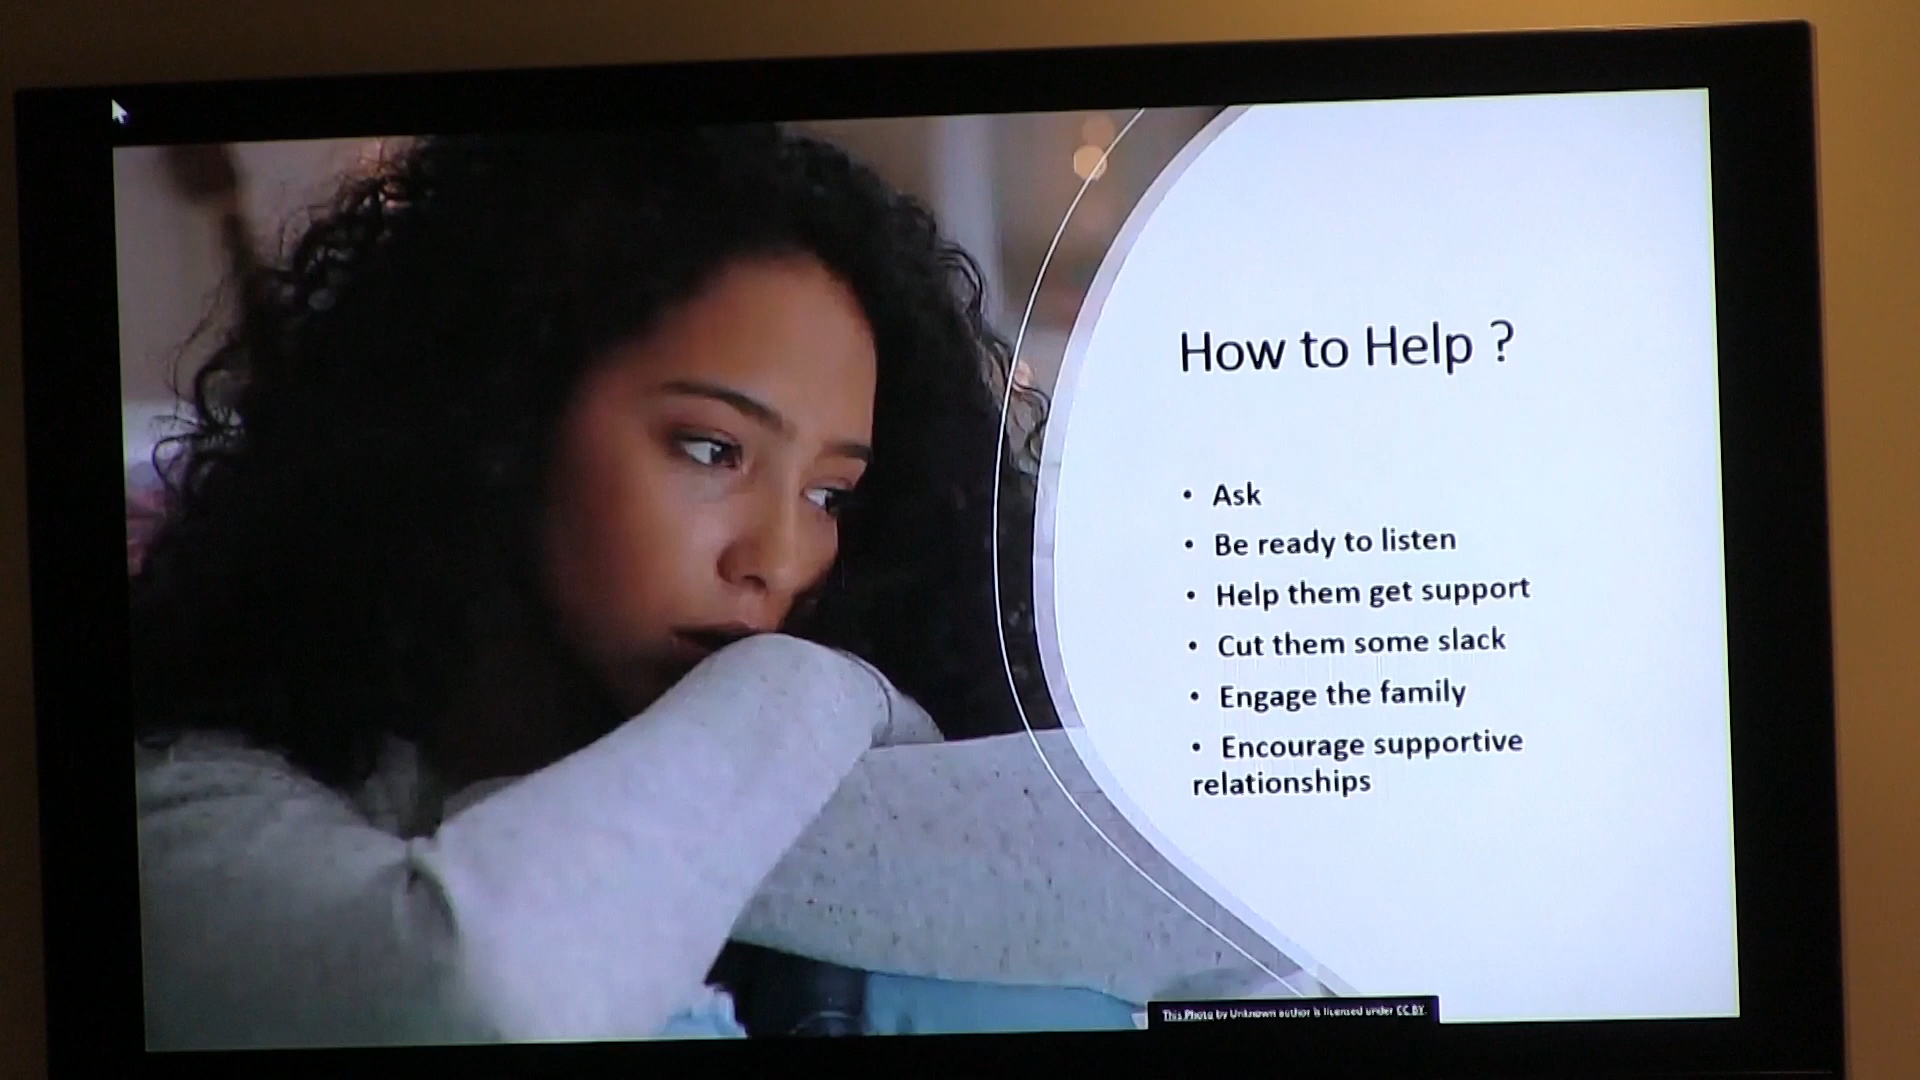 How to Help ?
• Ask
• Be ready to listen
• Help them get support
• Cut them some slack
• Engage the family
• Encourage supportive
relationships
This Photo by Unknown author is licensed under CC BY.